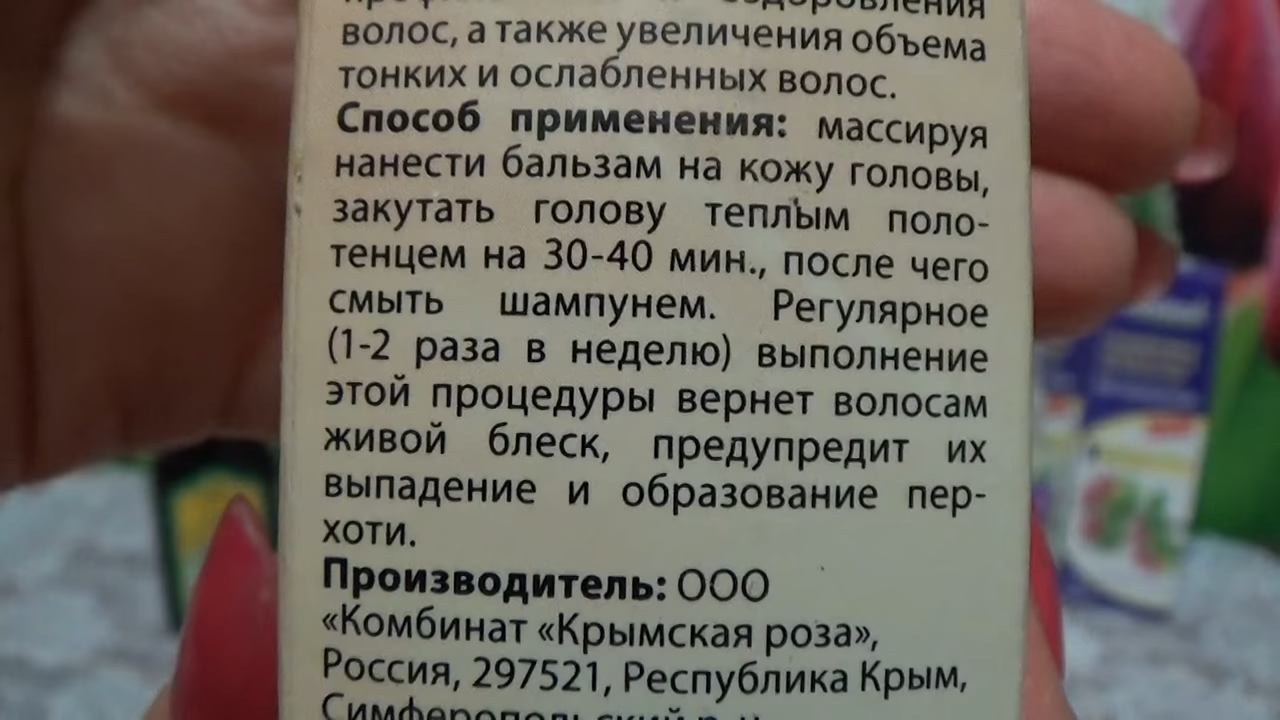 волос, а также увеличения объема
тонких и ослабленных волос.
Способ применения: массируя
нанести бальзам на кожу головы,
закутать голову теплым поло-
тенцем на 30-40 мин., после чего
смыть шампунем. Регулярное
(1-2 раза в неделю) выполнение
этой процедуры вернет волосам
живой блеск, предупредит их
выпадение и образование пер-
хоти.
Производитель: ООО
«Комбинат «Крымская роза»,
Россия, 297521, Республика Крым,
Симферопольский р-н